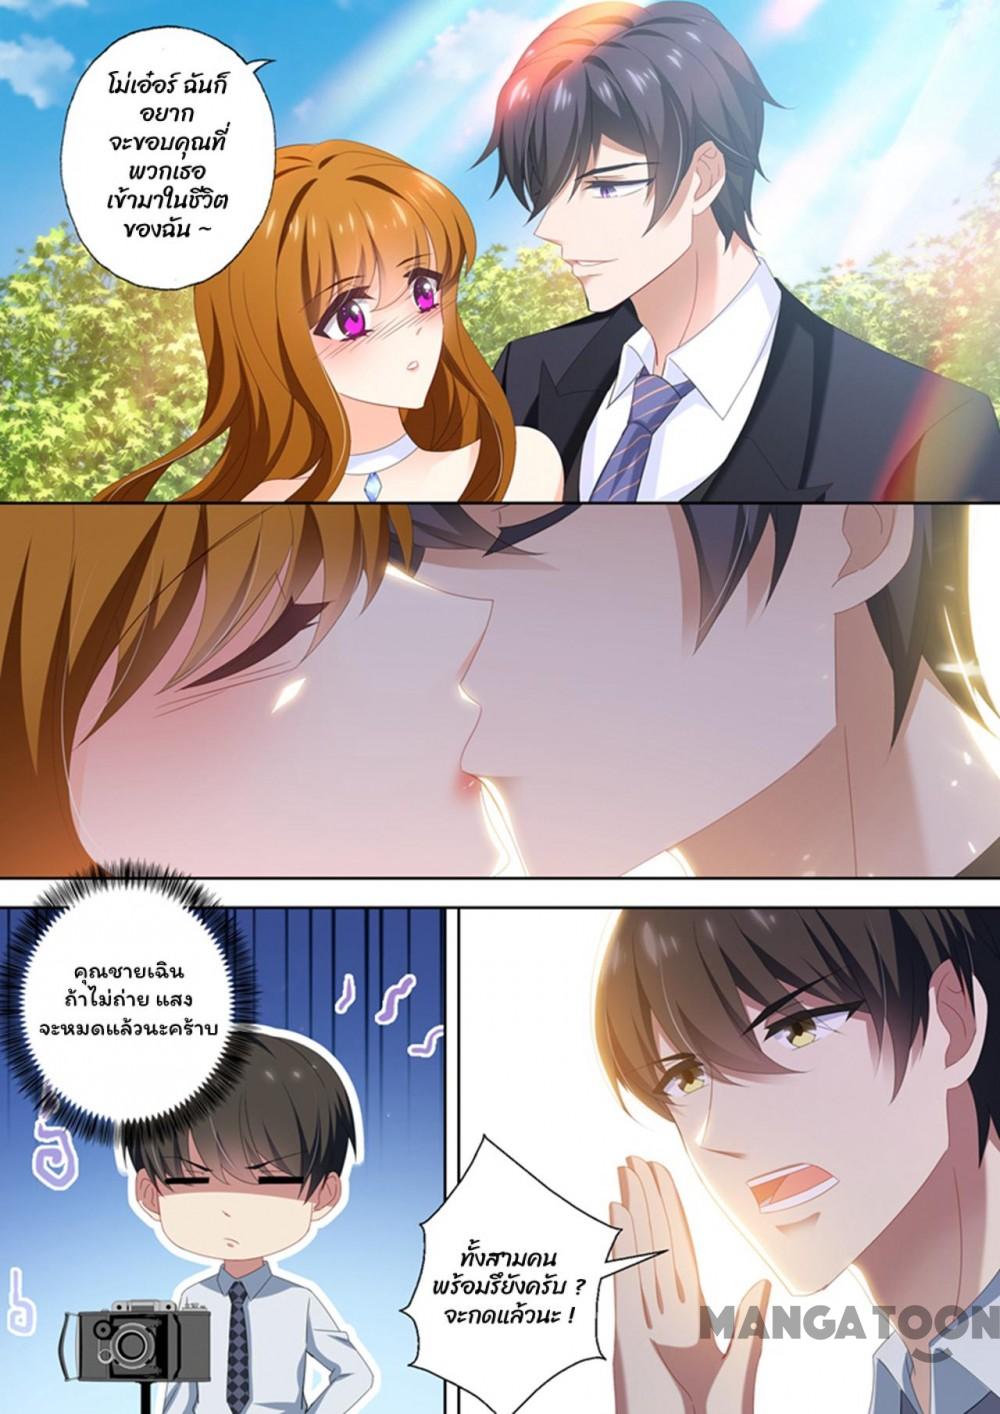 โม่เอ๋อร์ ฉันก็
อยาก
จะขอบคุณที่
พวกเธอ
เข้ามาในชีวิต
ของฉัน ~
คุณชายเฉิน
ถ้าไม่ถ่าย แสง
จะหมดแล้วนะคร้าบ
ทั้งสามคน
พร้อมรึยังครับ ?
จะกดแล้วนะ !
MANGATOON